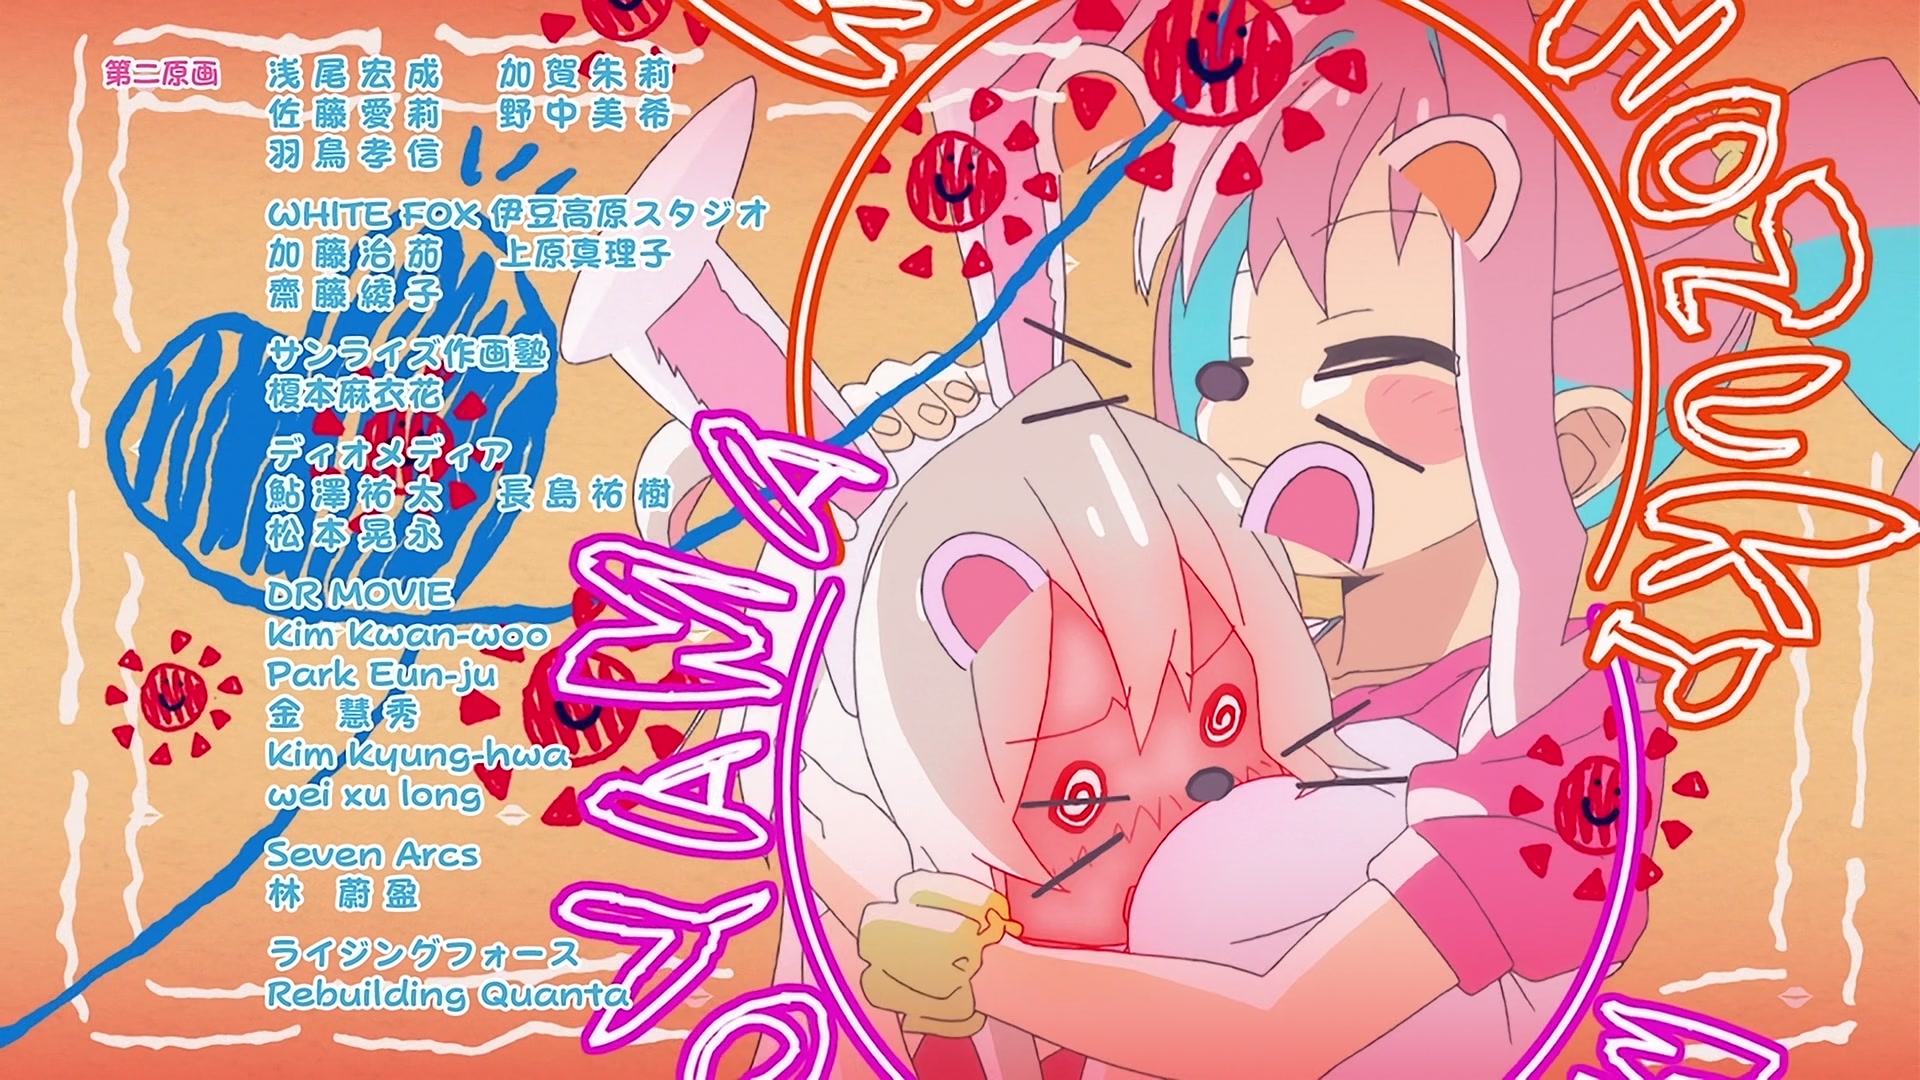 第二原画
浅尾宏成 加賀朱莉
佐藤愛莉 野中美希
羽鳥孝信
WHITE FOX 伊豆高原スタジオ
加藤治茄 上原真理子
齋藤綾子
サンライズ作画塾
榎本麻衣花
ディオメディア
鮎澤祐太 長島祐樹
松本晃永
DR MOVIE
Kim Kwan-woo
Park Eun-ju
金 慧秀
Kim Kyung-hwa
wei xu long
Seven Arcs
林 蔚盈
ライジングフォース
Rebuilding Quanta
HOZUKI
OYAMA
M